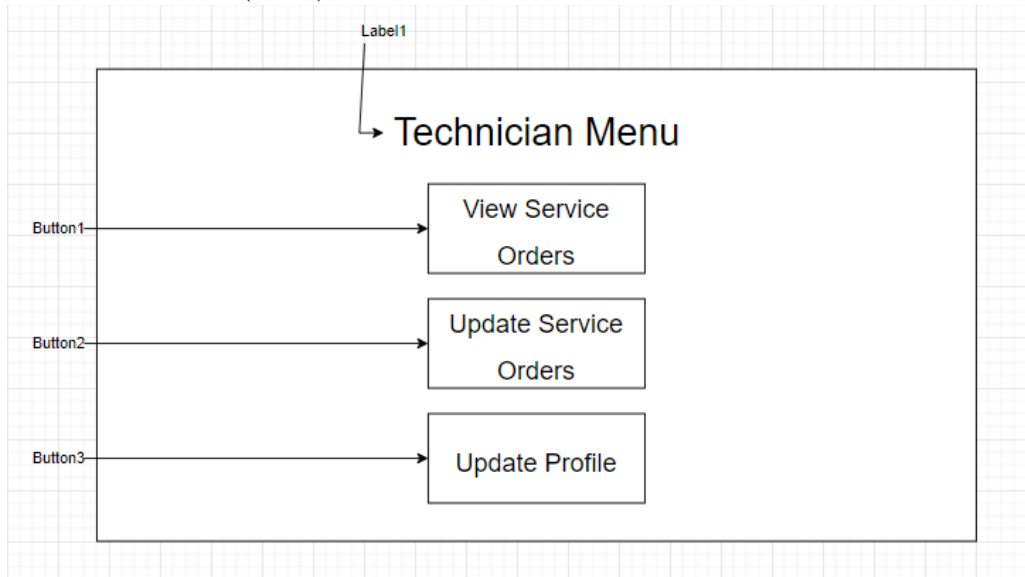 Label1
Technician Menu
View Service
Orders
Button1
Update Service
Orders
Button2
Update Profile
Button3